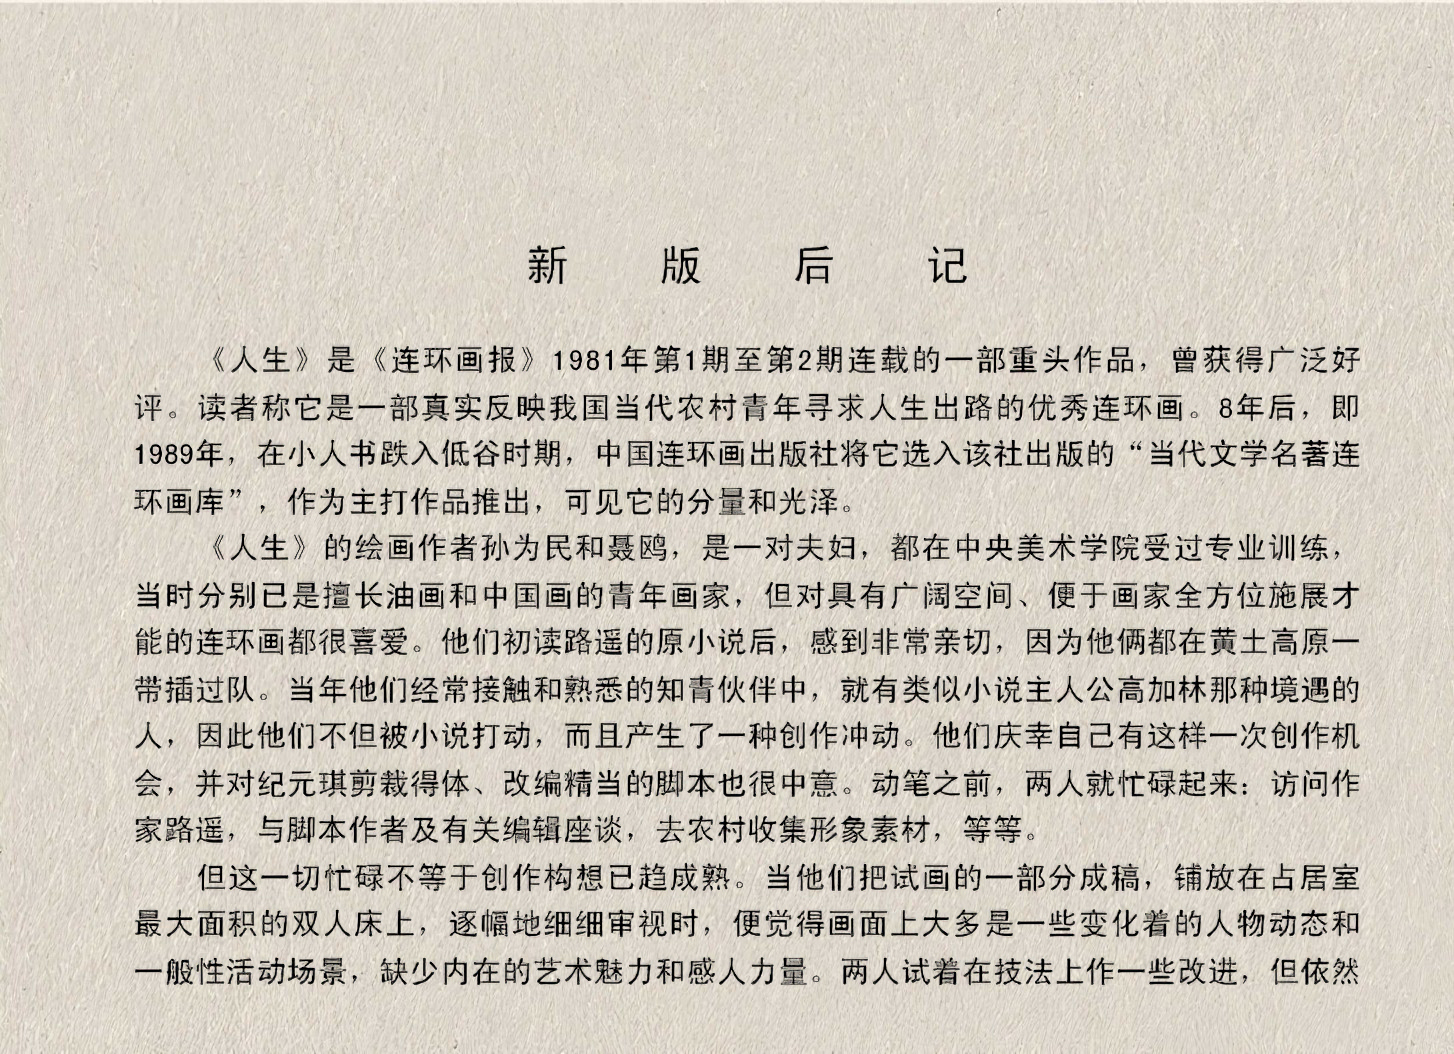 新版后记
《人生》是《连环画报》1981年第1期至第2期连载的一部重头作品，曾获得广泛好
评。读者称它是一部真实反映我国当代农村青年寻求人生出路的优秀连环画。8年后，即
1989年，在小人书跌入低谷时期，中国连环画出版社将它选入该社出版的“当代文学名著连
环画库”，作为主打作品推出，可见它的分量和光泽。
《人生》的绘画作者孙为民和聂鸥，是一对夫妇，都在中央美术学院受过专业训练，
当时分别已是擅长油画和中国画的青年画家，但对具有广阔空间、便于画家全方位施展才
能的连环画都很喜爱。他们初读路遥的原小说后，感到非常亲切，因为他俩都在黄土高原一
带插过队。当年他们经常接触和熟悉的知青伙伴中，就有类似小说主人公高加林那种境遇的
人，因此他们不但被小说打动，而且产生了一种创作冲动。他们庆幸自己有这样一次创作机
会，并对纪元琪剪裁得体、改编精当的脚本也很中意。动笔之前，两人就忙碌起来：访问作
家路遥，与脚本作者及有关编辑座谈，去农村收集形象素材，等等。
但这一切忙碌不等于创作构想已趋成熟。当他们把试画的一部分成稿，铺放在占居室
最大面积的双人床上，逐幅地细细审视时，便觉得画面上大多是一些变化着的人物动态和
一般性活动场景，缺少内在的艺术魅力和感人力量。两人试着在技法上作一些改进，但依然